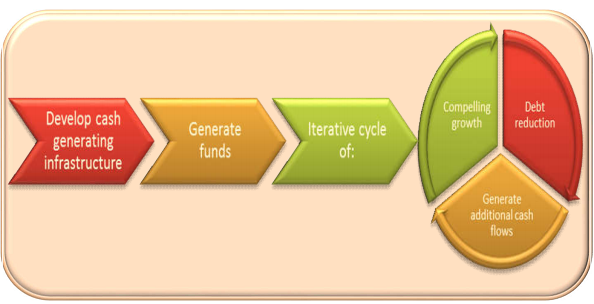 Develop cash
generating
infrastructure
Generate
funds
Iterative cycle
of:
Compelling
growth
Debt
reduction
Generate
additional cash
flows